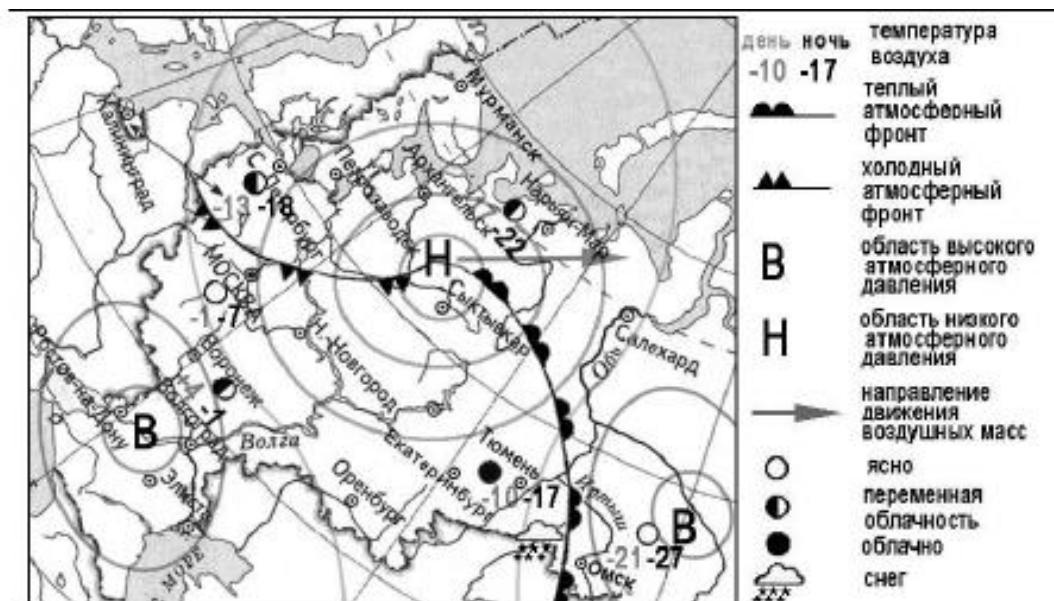 Мурманск
Калининград
С.-Петербург
Петрозаводск
Архангельск
Нарьян-Мар
-13 -18
-22
Н
МОСКВА
-1 -7
Сыктывкар
Салехард
Обь
Н. Новгород
Воронеж
+4 -1
Ростов-на-Дону
Волгоград
В
Волга
Екатеринбург
Тюмень
-10 -17
Иртыш
Оренбург
Элиста
В
-21 -27
Омск
МОРЕ
день ночь температура
воздуха
-10 -17
теплый
атмосферный
фронт
холодный
атмосферный
фронт
В
область высокого
атмосферного
давления
Н
область низкого
атмосферного
давления
направление
движения
воздушных масс
ясно
переменная
облачность
облачно
снег